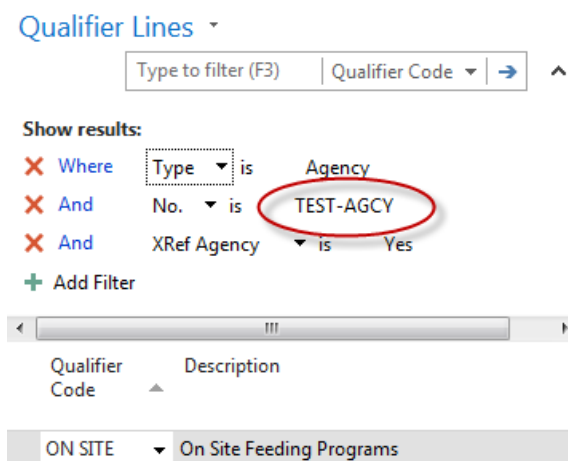 Qualifier Lines
Type to filter (F3) Qualifier Code
Show results:
Where Type is Agency
And No. is TEST-AGCY
And XRef Agency is Yes
Add Filter
Qualifier Code Description
ON SITE On Site Feeding Programs